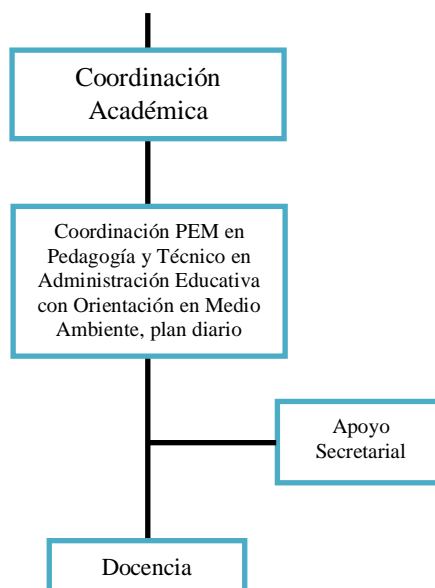 Coordinación
Académica
Coordinación PEM en
Pedagogía y Técnico en
Administración Educativa
con Orientación en Medio
Ambiente, plan diario
Apoyo
Secretarial
Docencia